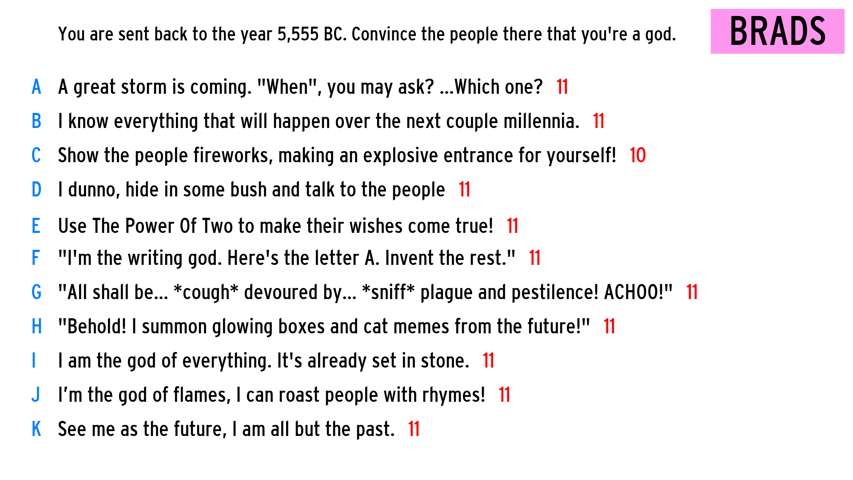 You are sent back to the year 5,555 BC. Convince the people there that you're a god.
BRADS
A A great storm is coming. "When", you may ask? ...Which one? 11
B I know everything that will happen over the next couple millennia. 11
C Show the people fireworks, making an explosive entrance for yourself! 10
D I dunno, hide in some bush and talk to the people 11
E Use The Power Of Two to make their wishes come true! 11
F "I'm the writing god. Here's the letter A. Invent the rest." 11
G "All shall be... *cough* devoured by... *sniff* plague and pestilence! ACHOO!" 11
H "Behold! I summon glowing boxes and cat memes from the future!" 11
I I am the god of everything. It's already set in stone. 11
J I’m the god of flames, I can roast people with rhymes! 11
K See me as the future, I am all but the past. 11